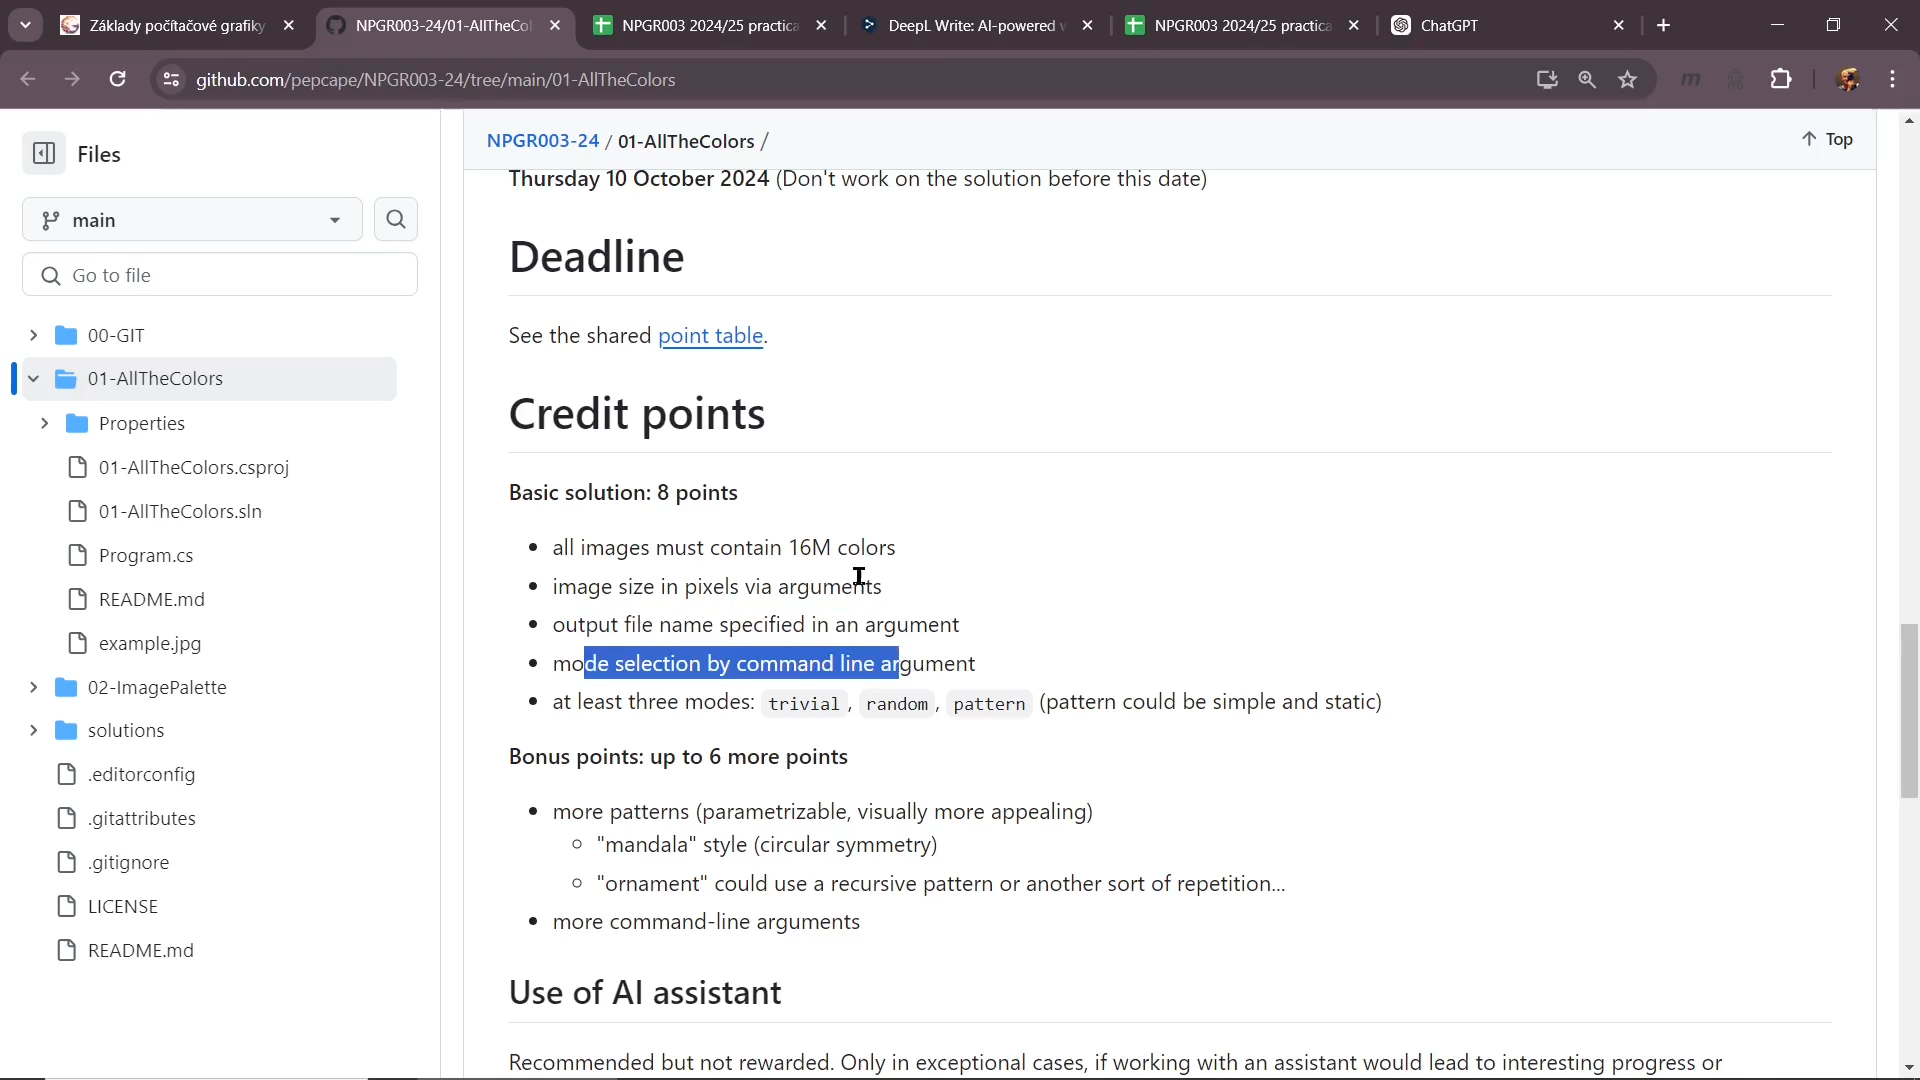 Základy počítačové grafiky
NPGR003-24/01-AllTheCol
NPGR003 2024/25 practica
DeepL Write: AI-powered w
NPGR003 2024/25 practica
ChatGPT
github.com/pepcape/NPGR003-24/tree/main/01-AllTheColors
Files
NPGR003-24 / 01-AllTheColors /
Top
main
Go to file
00-GIT
01-AllTheColors
Properties
01-AllTheColors.csproj
01-AllTheColors.sln
Program.cs
README.md
example.jpg
02-ImagePalette
solutions
.editorconfig
.gitattributes
.gitignore
LICENSE
README.md
Thursday 10 October 2024 (Don't work on the solution before this date)
Deadline
See the shared point table.
Credit points
Basic solution: 8 points
all images must contain 16M colors
image size in pixels via arguments
output file name specified in an argument
mode selection by command line argument
at least three modes: trivial, random, pattern (pattern could be simple and static)
Bonus points: up to 6 more points
more patterns (parametrizable, visually more appealing)
"mandala" style (circular symmetry)
"ornament" could use a recursive pattern or another sort of repetition...
more command-line arguments
Use of AI assistant
Recommended but not rewarded. Only in exceptional cases, if working with an assistant would lead to interesting progress or